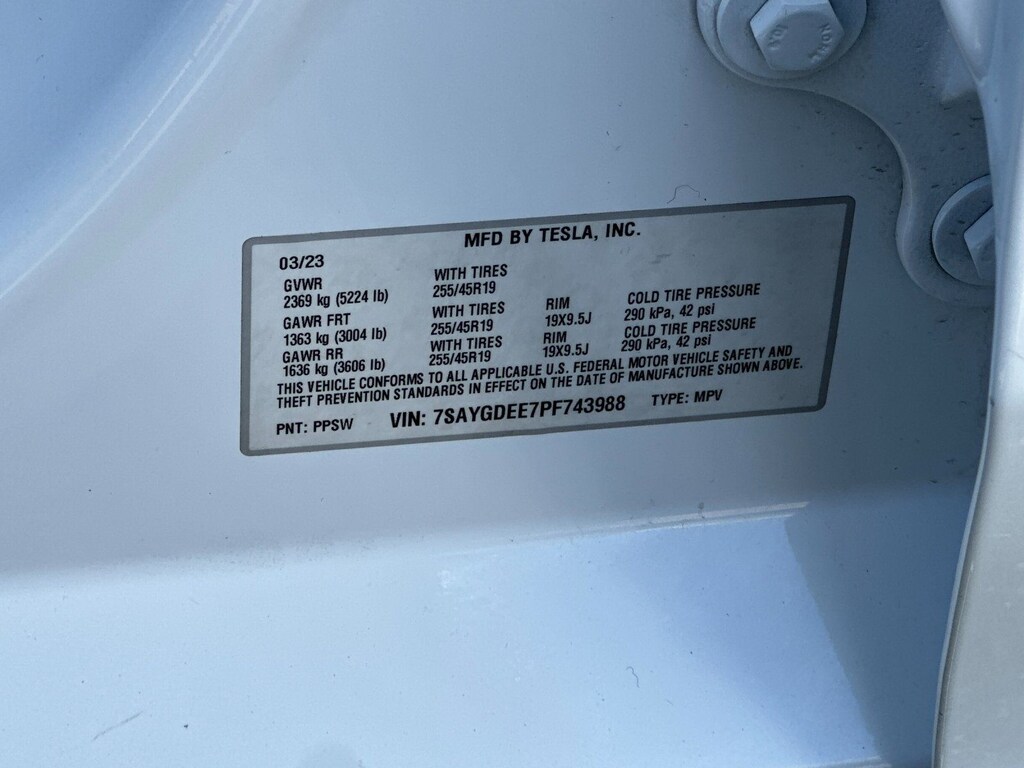 MFD BY TESLA, INC.
03/23
GVWR WITH TIRES
2369 kg (5224 lb) 255/45R19
GAWR FRT WITH TIRES RIM COLD TIRE PRESSURE
1363 kg (3004 lb) 255/45R19 19X9.5J 290 kPa, 42 psi
GAWR RR WITH TIRES RIM COLD TIRE PRESSURE
1636 kg (3606 lb) 255/45R19 19X9.5J 290 kPa, 42 psi
THIS VEHICLE CONFORMS TO ALL APPLICABLE U.S. FEDERAL MOTOR VEHICLE SAFETY AND
THEFT PREVENTION STANDARDS IN EFFECT ON THE DATE OF MANUFACTURE SHOWN ABOVE.
PNT: PPSW VIN: 7SAYGDEE7PF743988 TYPE: MPV